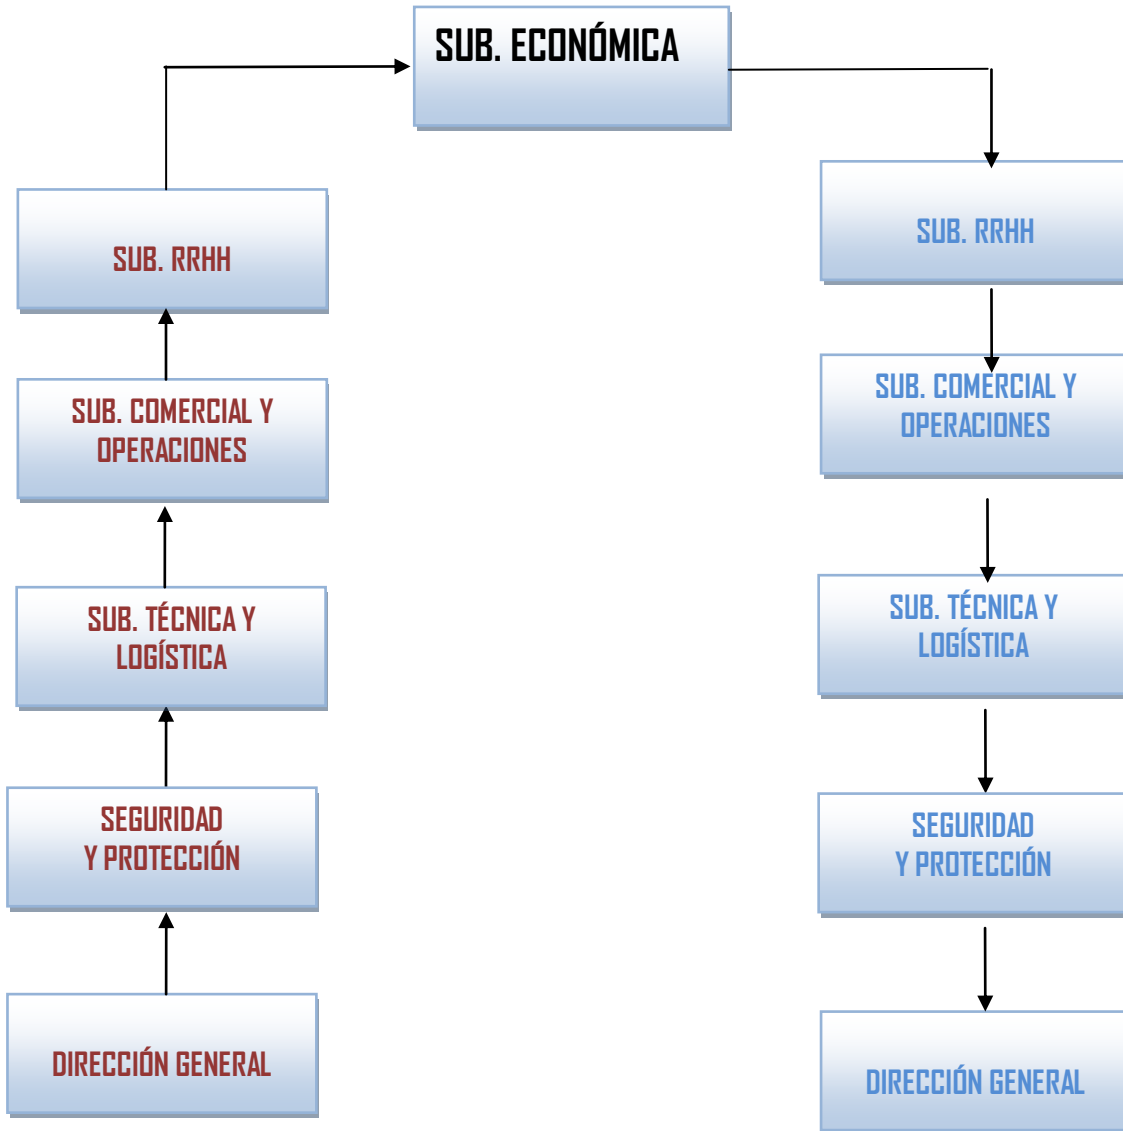 SUB. ECONÓMICA
SUB. RRHH
SUB. COMERCIAL Y
OPERACIONES
SUB. TÉCNICA Y
LOGÍSTICA
SEGURIDAD
Y PROTECCIÓN
DIRECCIÓN GENERAL
SUB. RRHH
SUB. COMERCIAL Y
OPERACIONES
SUB. TÉCNICA Y
LOGÍSTICA
SEGURIDAD
Y PROTECCIÓN
DIRECCIÓN GENERAL